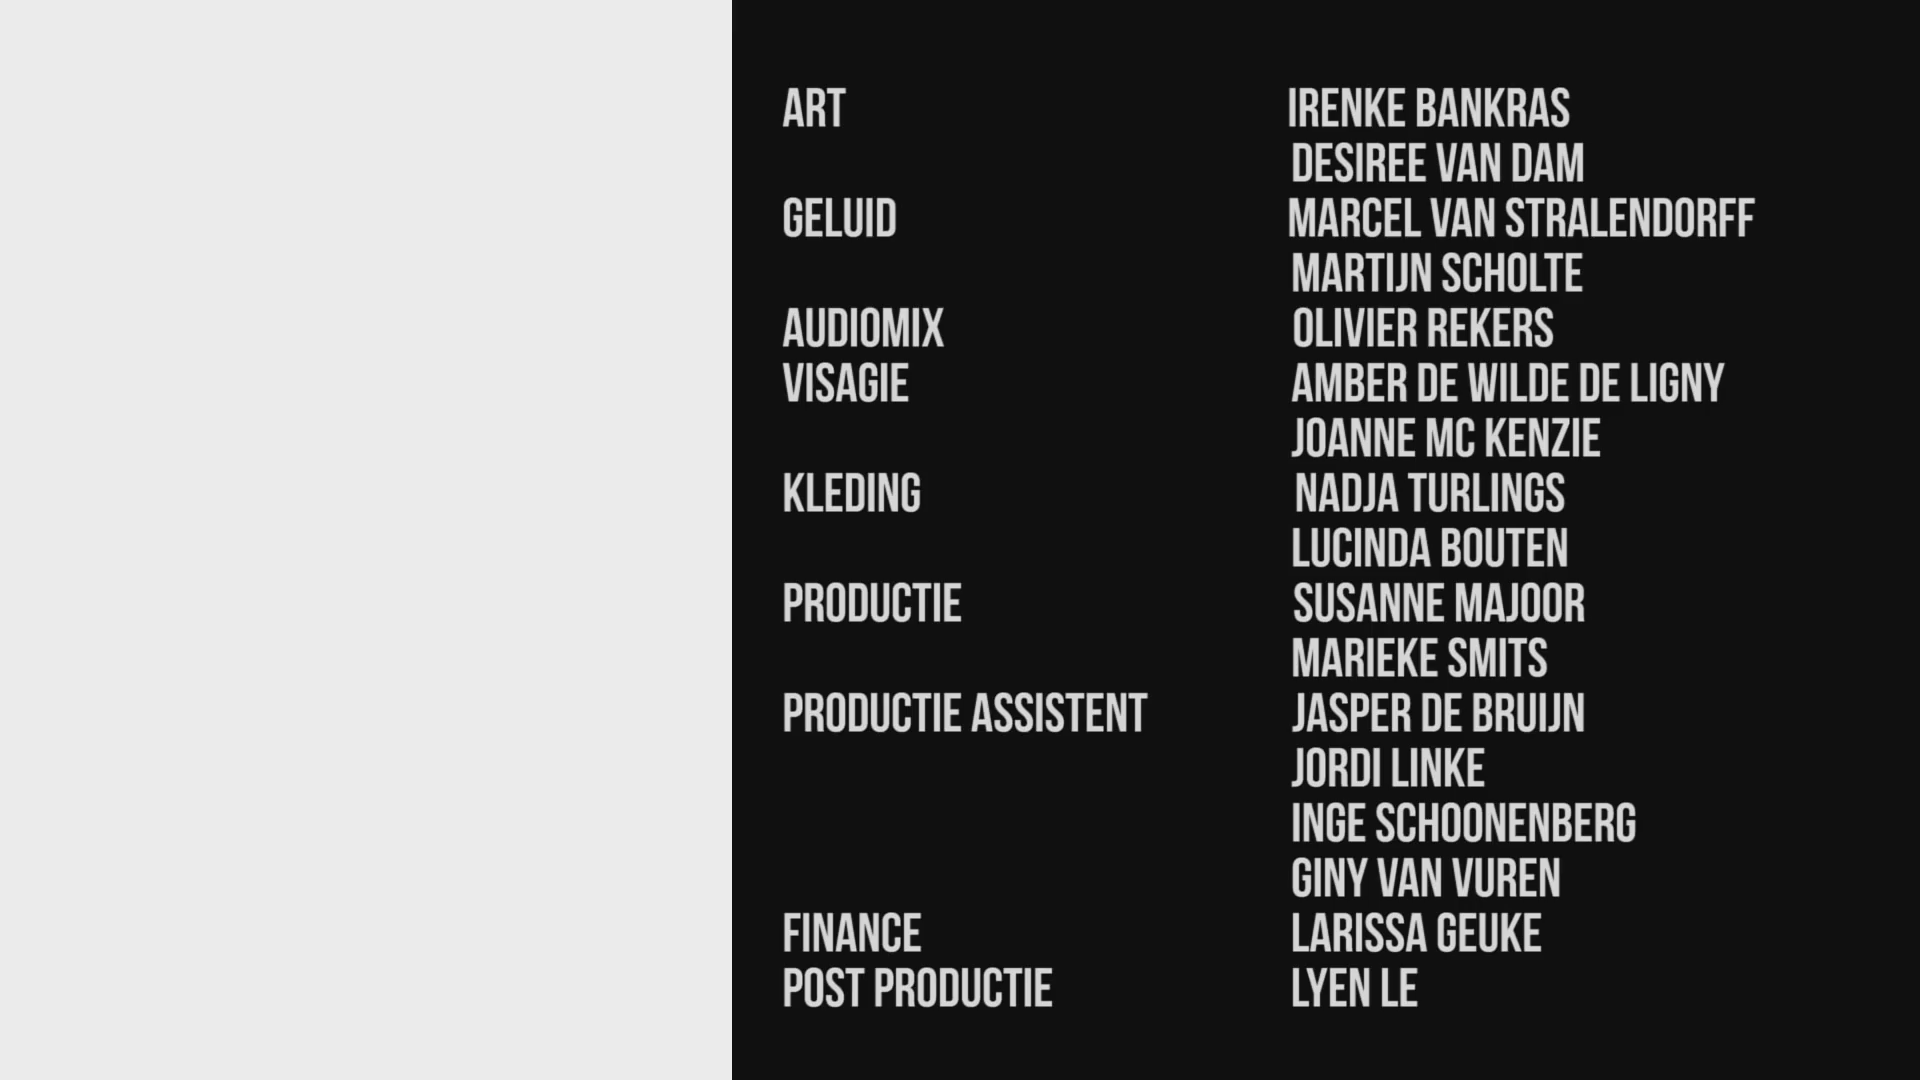 ART IRENKE BANKRAS
DESIREE VAN DAM
GELUID MARCEL VAN STRALENDORFF
MARTIJN SCHOLTE
AUDIOMIX OLIVIER REKERS
VISAGIE AMBER DE WILDE DE LIGNY
JOANNE MC KENZIE
KLEDING NADJA TURLINGS
LUCINDA BOUTEN
PRODUCTIE SUSANNE MAJOOR
MARIEKE SMITS
PRODUCTIE ASSISTENT JASPER DE BRUIJN
JORDI LINKE
INGE SCHOONENBERG
GINY VAN VUREN
FINANCE LARISSA GEUKE
POST PRODUCTIE LYEN LE